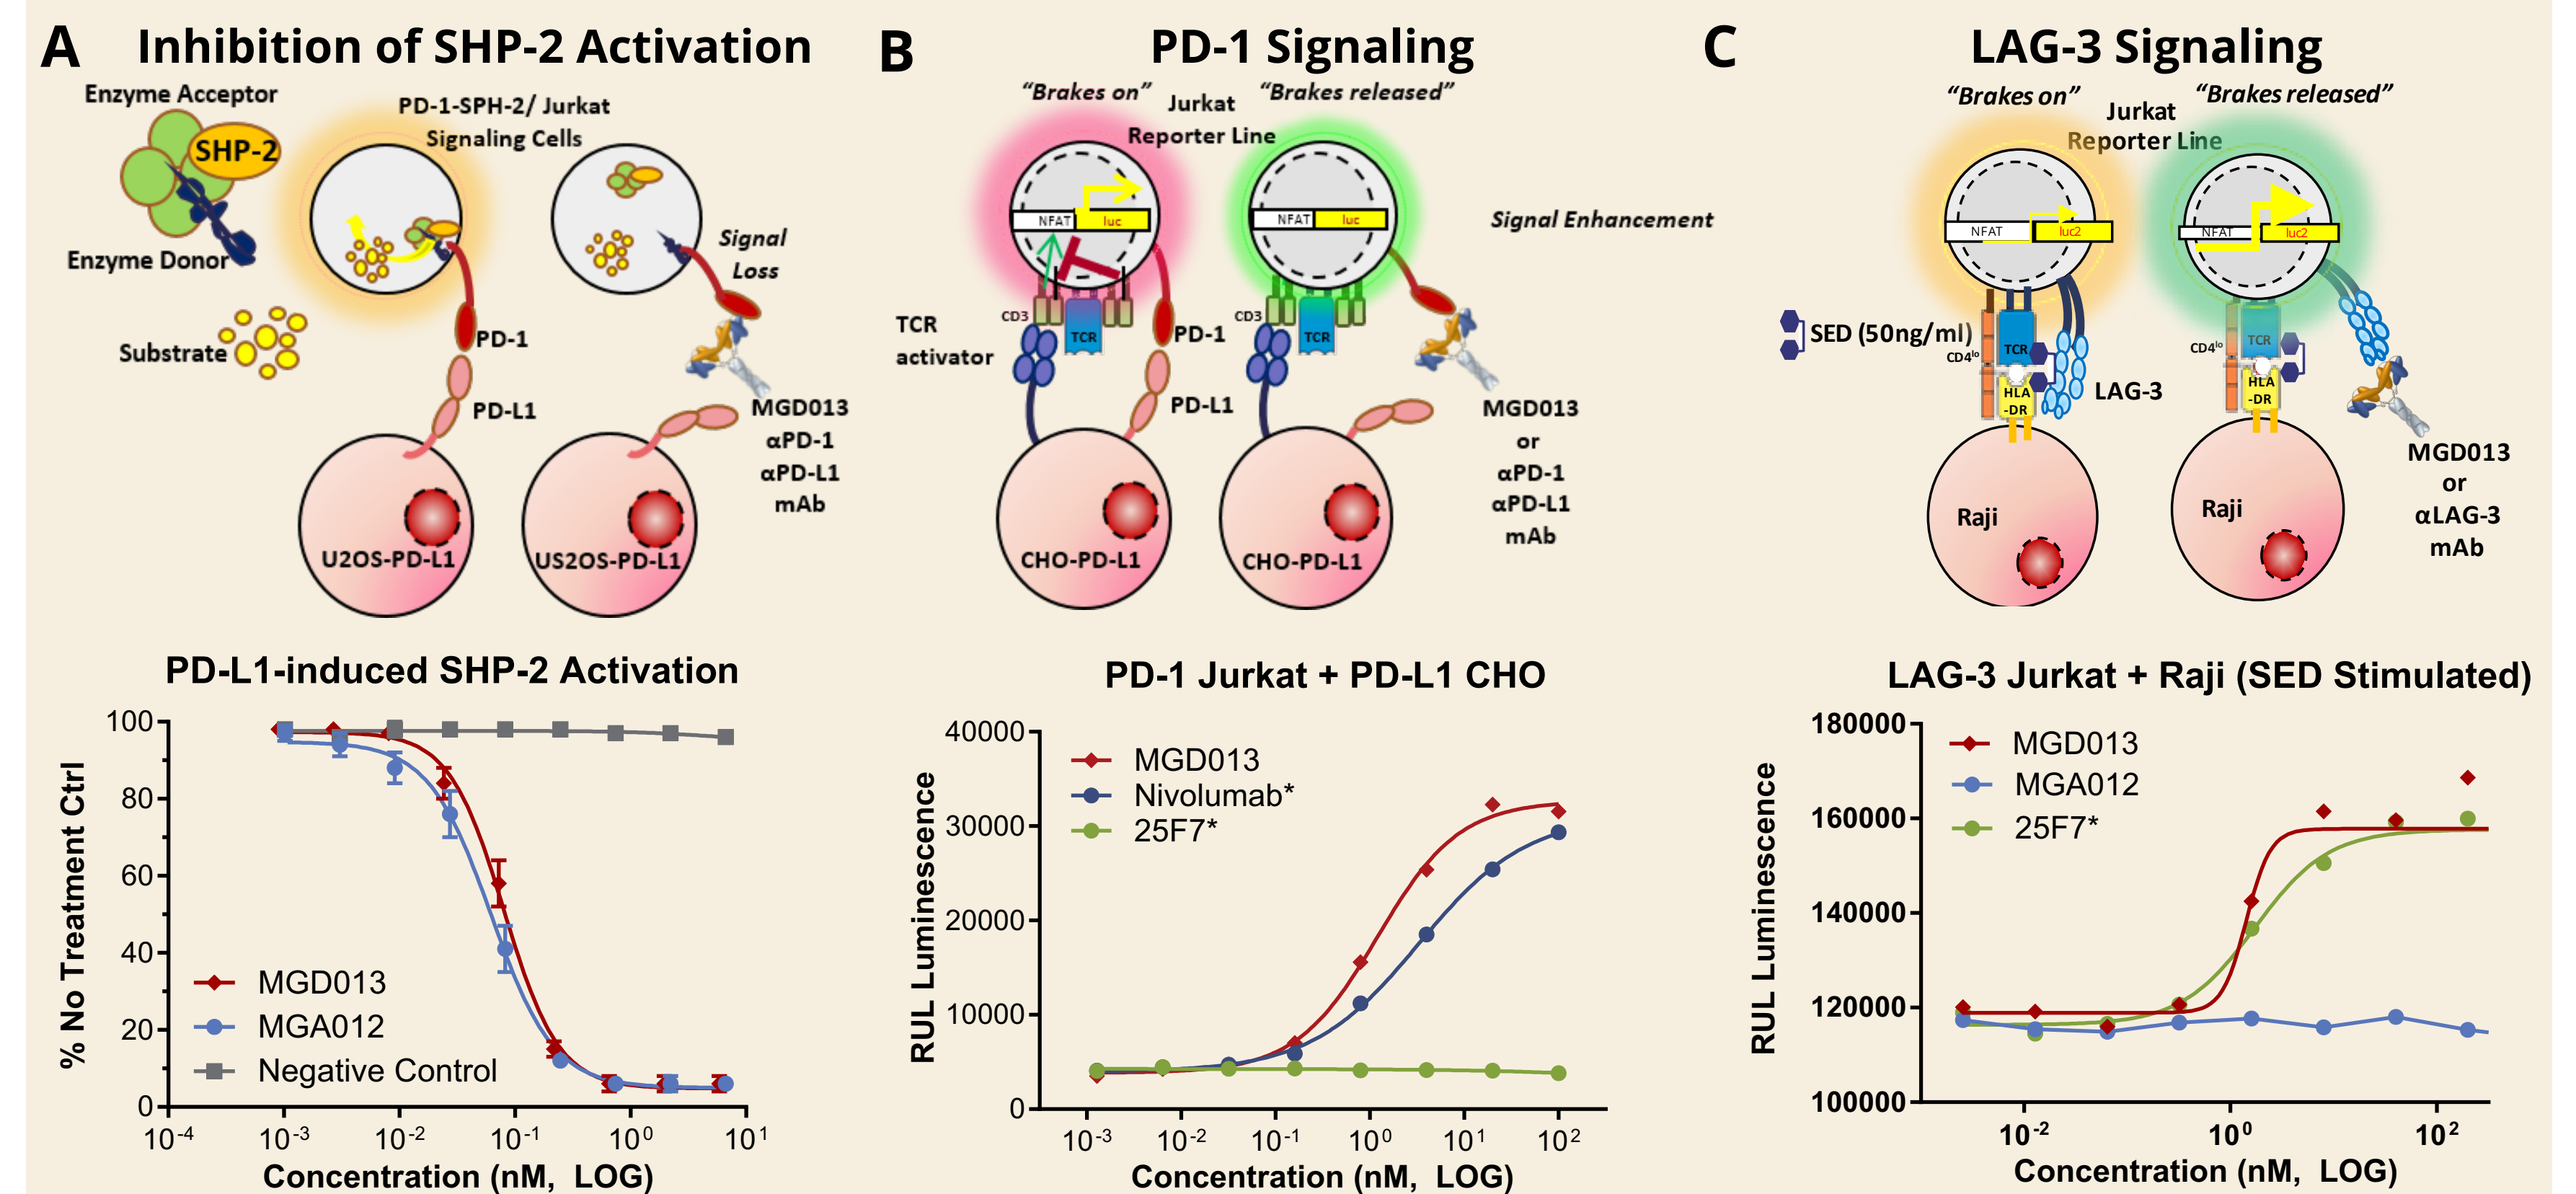 A
Inhibition of SHP-2 Activation
Enzyme Acceptor
PD-1-SPH-2/ Jurkat
Signaling Cells
SHP-2
Enzyme Donor
Signal
Loss
Substrate
PD-1
PD-L1
MGD013
αPD-1
αPD-L1
mAb
U2OS-PD-L1
US2OS-PD-L1
PD-L1-induced SHP-2 Activation
% No Treatment Ctrl
100
80
60
40
20
0
MGD013
MGA012
Negative Control
10-4
10-3
10-2
10-1
100
101
Concentration (nM, LOG)
B
PD-1 Signaling
“Brakes on”
“Brakes released”
Jurkat
Reporter Line
NFAT
luc
NFAT
luc
Signal Enhancement
CD3
TCR
CD3
TCR
TCR
activator
PD-1
PD-L1
MGD013
or
αPD-1
αPD-L1
mAb
CHO-PD-L1
CHO-PD-L1
PD-1 Jurkat + PD-L1 CHO
RUL Luminescence
40000
30000
20000
10000
0
MGD013
Nivolumab*
25F7*
10-3
10-2
10-1
100
101
102
Concentration (nM, LOG)
C
LAG-3 Signaling
“Brakes on”
“Brakes released”
Jurkat
Reporter Line
NFAT
luc2
NFAT
luc2
SED (50ng/ml)
CD4lo
TCR
HLA
-DR
LAG-3
CD4lo
TCR
HLA
-DR
MGD013
or
αLAG-3
mAb
Raji
Raji
LAG-3 Jurkat + Raji (SED Stimulated)
RUL Luminescence
180000
160000
140000
120000
100000
MGD013
MGA012
25F7*
10-2
100
102
Concentration (nM, LOG)